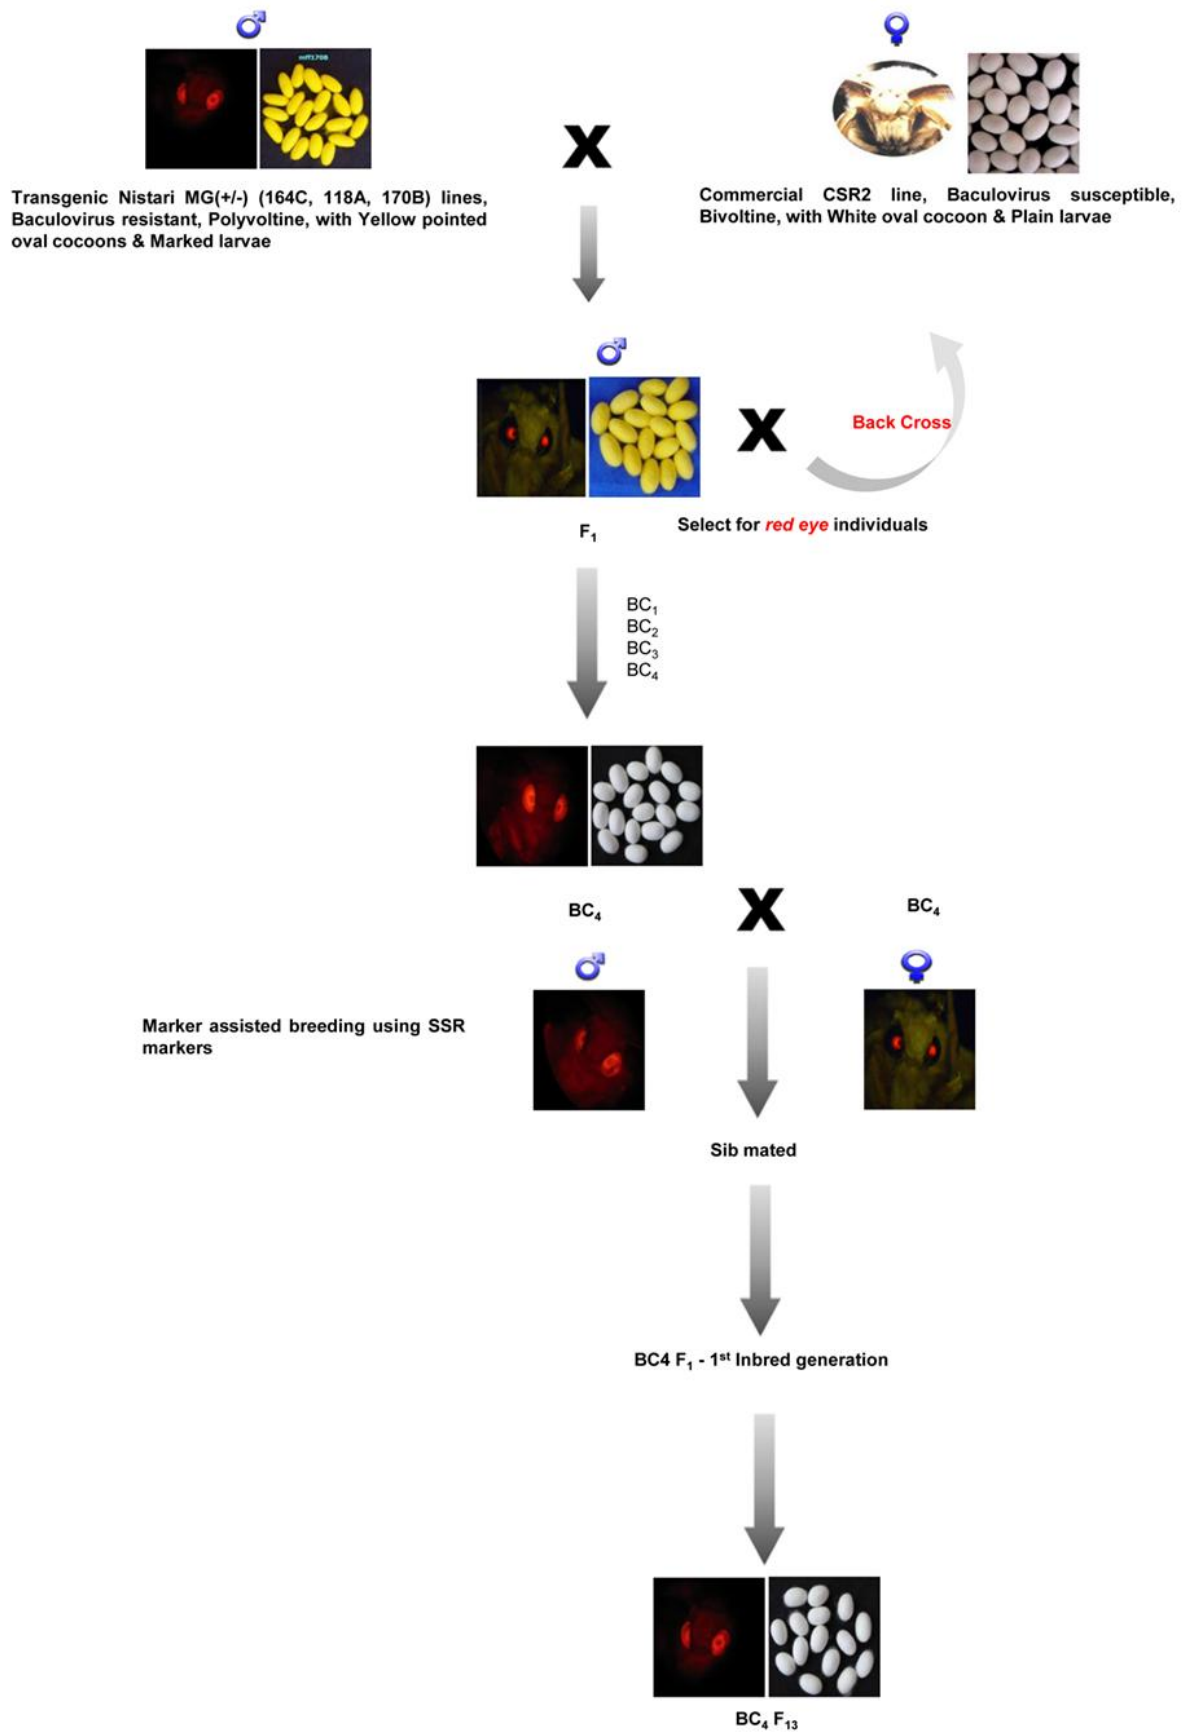 mff170B
Transgenic Nistari MG(+/-) (164C, 118A, 170B) lines,
Baculovirus resistant, Polyvoltine, with Yellow pointed
oval cocoons & Marked larvae
X
Commercial CSR2 line, Baculovirus susceptible,
Bivoltine, with White oval cocoon & Plain larvae
X
Back Cross
F₁
Select for red eye individuals
BC₁
BC₂
BC₃
BC₄
BC₄
X
BC₄
Marker assisted breeding using SSR
markers
Sib mated
BC4 F₁ - 1ˢᵗ Inbred generation
BC₄ F₁₃